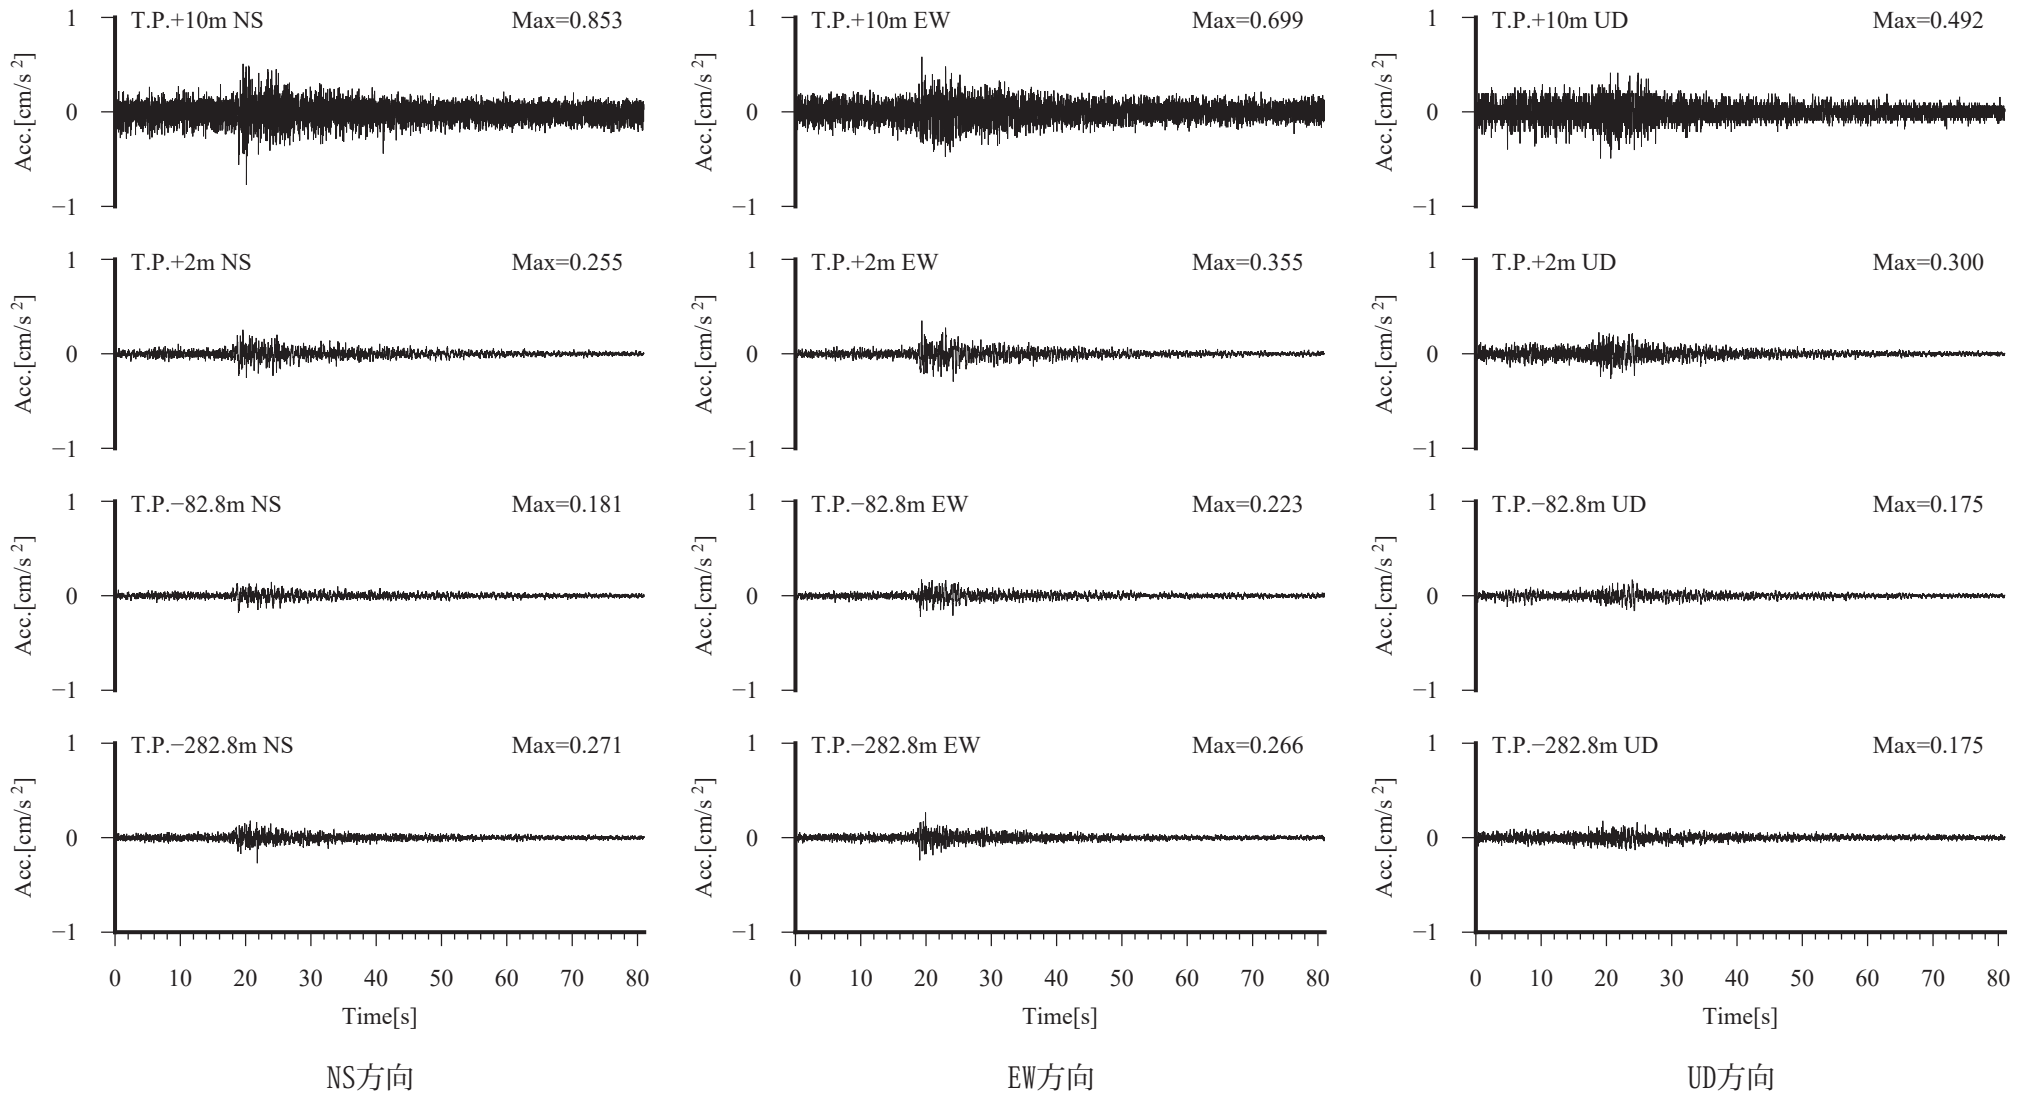 T.P.+10m NS Max=0.853
1
0
−1
Acc.[cm/s²]
T.P.+2m NS Max=0.255
1
0
−1
Acc.[cm/s²]
T.P.−82.8m NS Max=0.181
1
0
−1
Acc.[cm/s²]
T.P.−282.8m NS Max=0.271
1
0
−1
Acc.[cm/s²]
0 10 20 30 40 50 60 70 80
Time[s]
NS方向
T.P.+10m EW Max=0.699
1
0
−1
Acc.[cm/s²]
T.P.+2m EW Max=0.355
1
0
−1
Acc.[cm/s²]
T.P.−82.8m EW Max=0.223
1
0
−1
Acc.[cm/s²]
T.P.−282.8m EW Max=0.266
1
0
−1
Acc.[cm/s²]
0 10 20 30 40 50 60 70 80
Time[s]
EW方向
T.P.+10m UD Max=0.492
1
0
−1
Acc.[cm/s²]
T.P.+2m UD Max=0.300
1
0
−1
Acc.[cm/s²]
T.P.−82.8m UD Max=0.175
1
0
−1
Acc.[cm/s²]
T.P.−282.8m UD Max=0.175
1
0
−1
Acc.[cm/s²]
0 10 20 30 40 50 60 70 80
Time[s]
UD方向